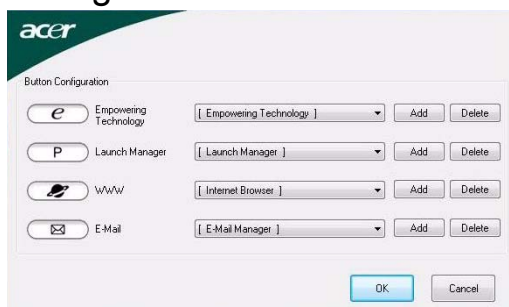 acer
Button Configuration
e Empowering Technology [ Empowering Technology ] Add Delete
P Launch Manager [ Launch Manager ] Add Delete
WWW [ Internet Browser ] Add Delete
E-Mail [ E-Mail Manager ] Add Delete
OK Cancel